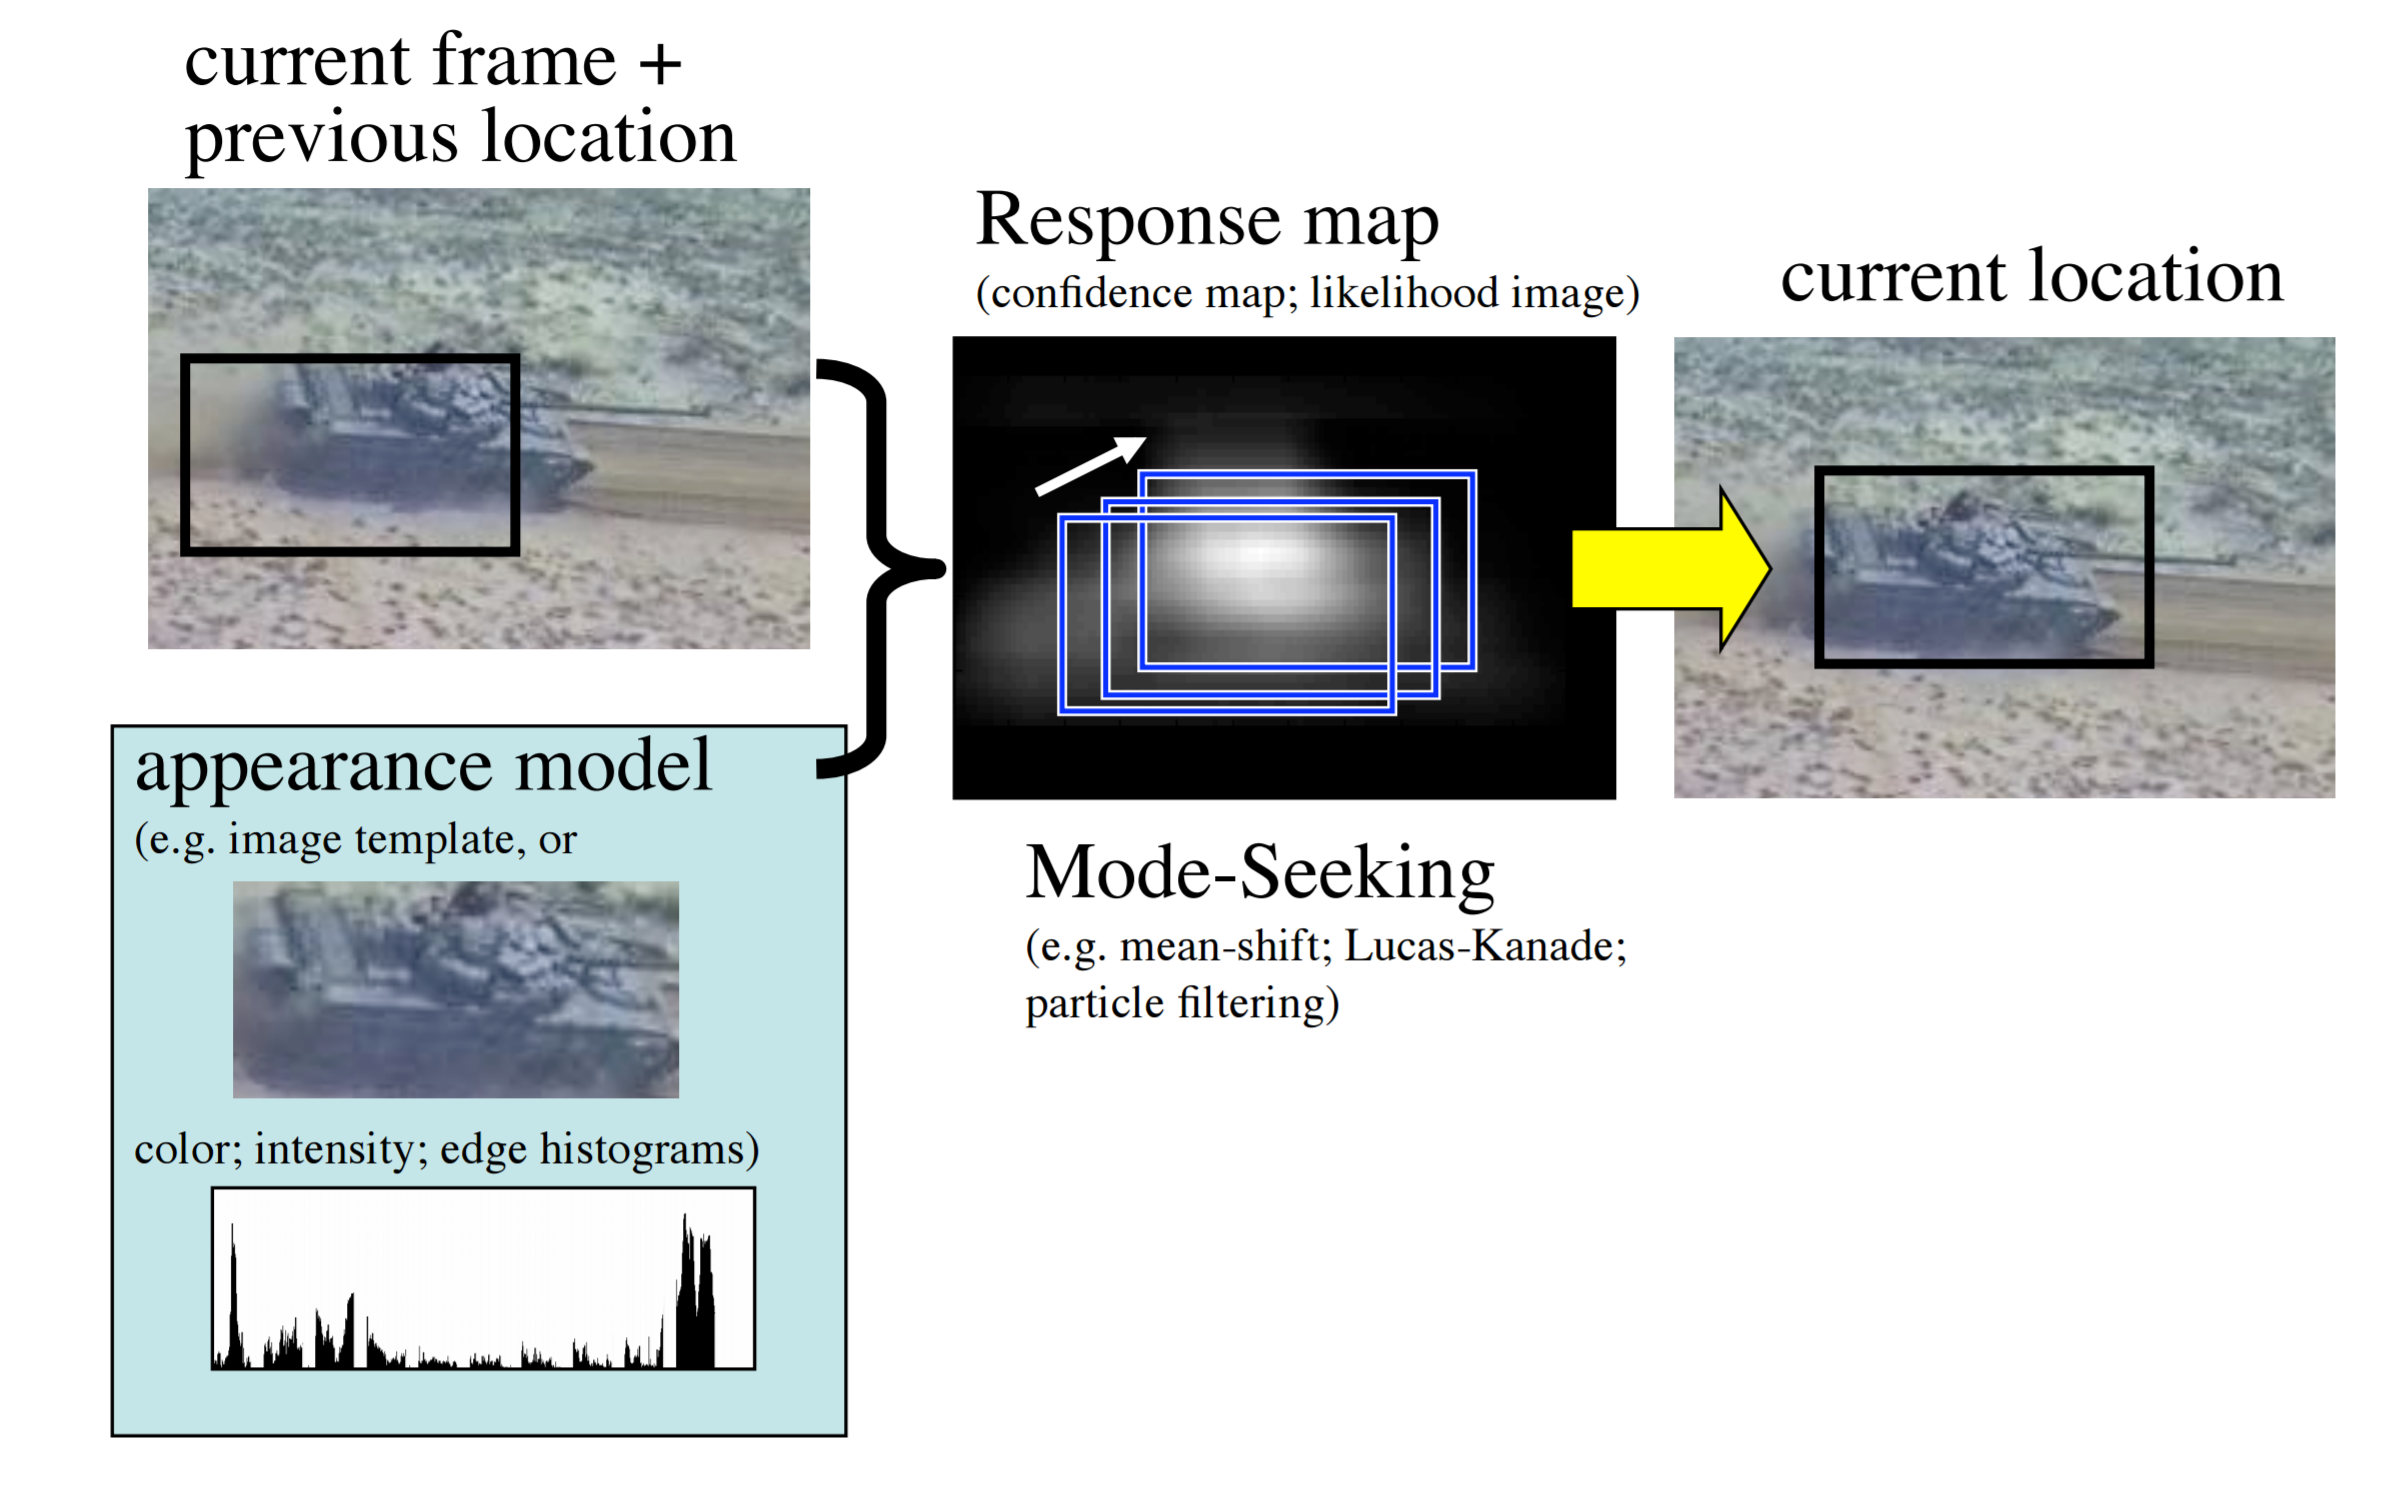 current frame +
previous location
Response map
(confidence map; likelihood image)
current location
appearance model
(e.g. image template, or
color; intensity; edge histograms)
Mode-Seeking
(e.g. mean-shift; Lucas-Kanade;
particle filtering)